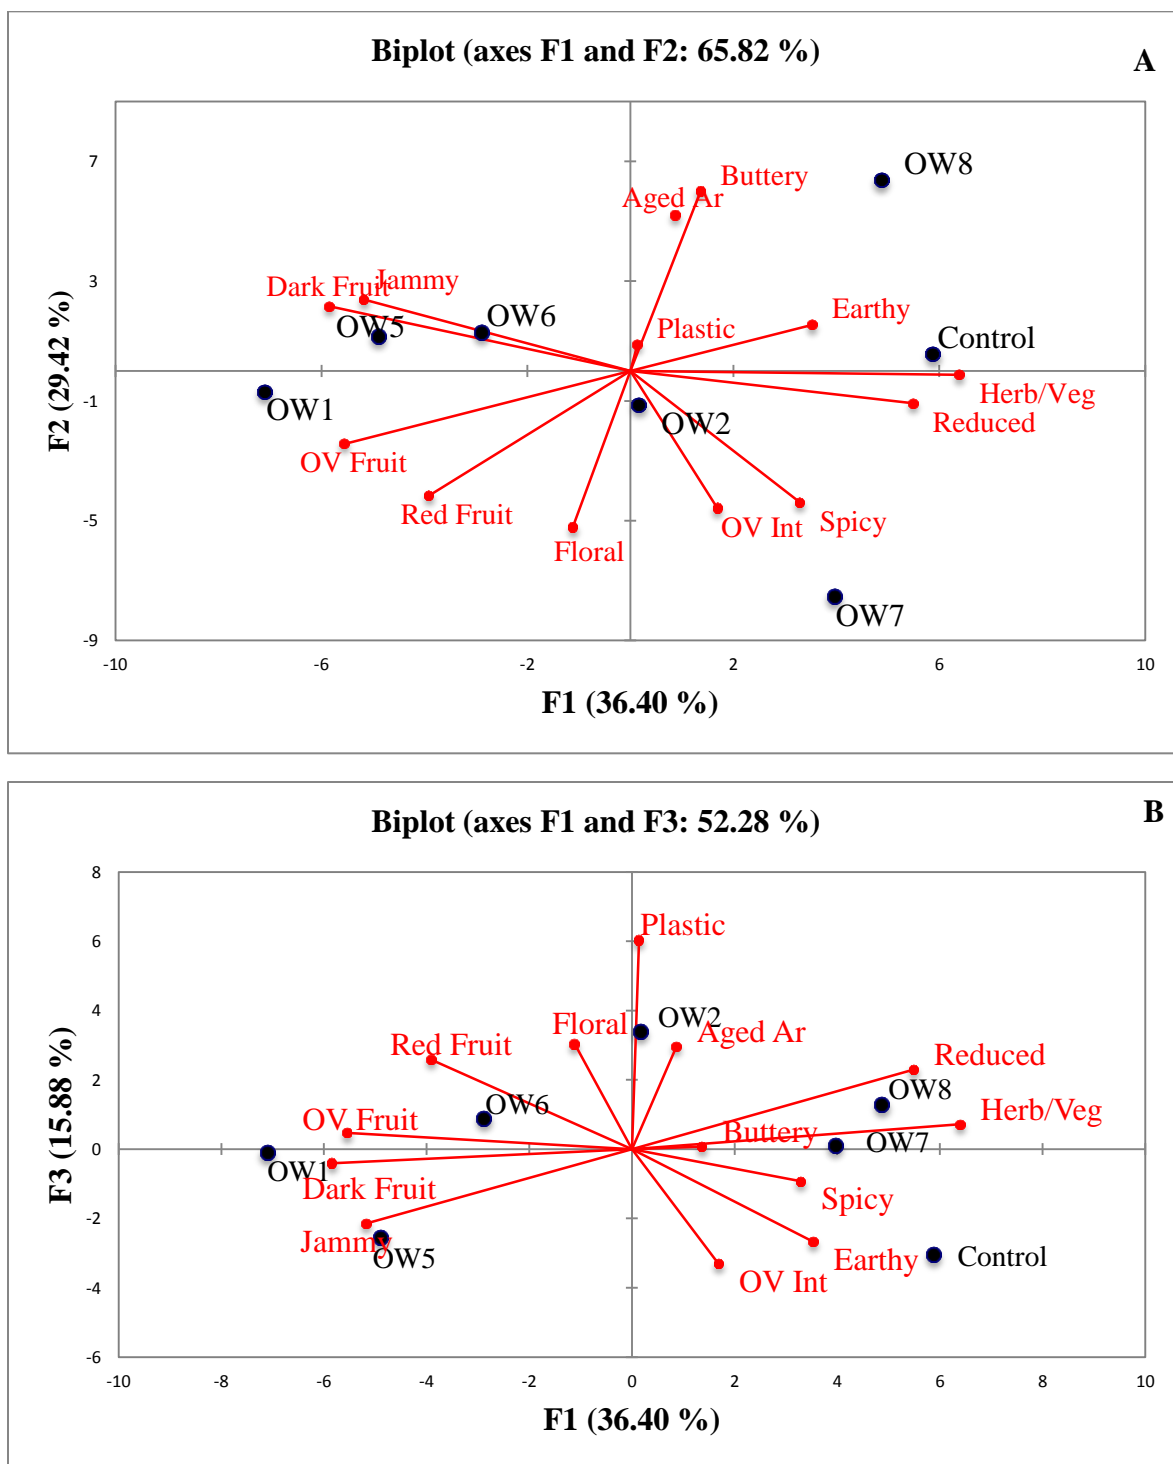 Biplot (axes F1 and F2: 65.82 %)
A
7
OW8
Buttery
Aged Ar
3
Dark Fruit
Jammy
OW5
OW6
Plastic
Earthy
Control
F2 (29.42 %)
-1
OW1
OW2
Herb/Veg
Reduced
OV Fruit
Red Fruit
-5
Floral
OV Int
Spicy
OW7
-9
-10
-6
-2
2
6
10
F1 (36.40 %)
Biplot (axes F1 and F3: 52.28 %)
B
8
6
Plastic
4
Red Fruit
Floral
OW2
Aged Ar
Reduced
2
OW6
OW8
Herb/Veg
OV Fruit
Buttery
OW7
F3 (15.88 %)
0
OW1
Dark Fruit
Spicy
-2
Jammy
OW5
Earthy
Control
OV Int
-4
-6
-10
-8
-6
-4
-2
0
2
4
6
8
10
F1 (36.40 %)